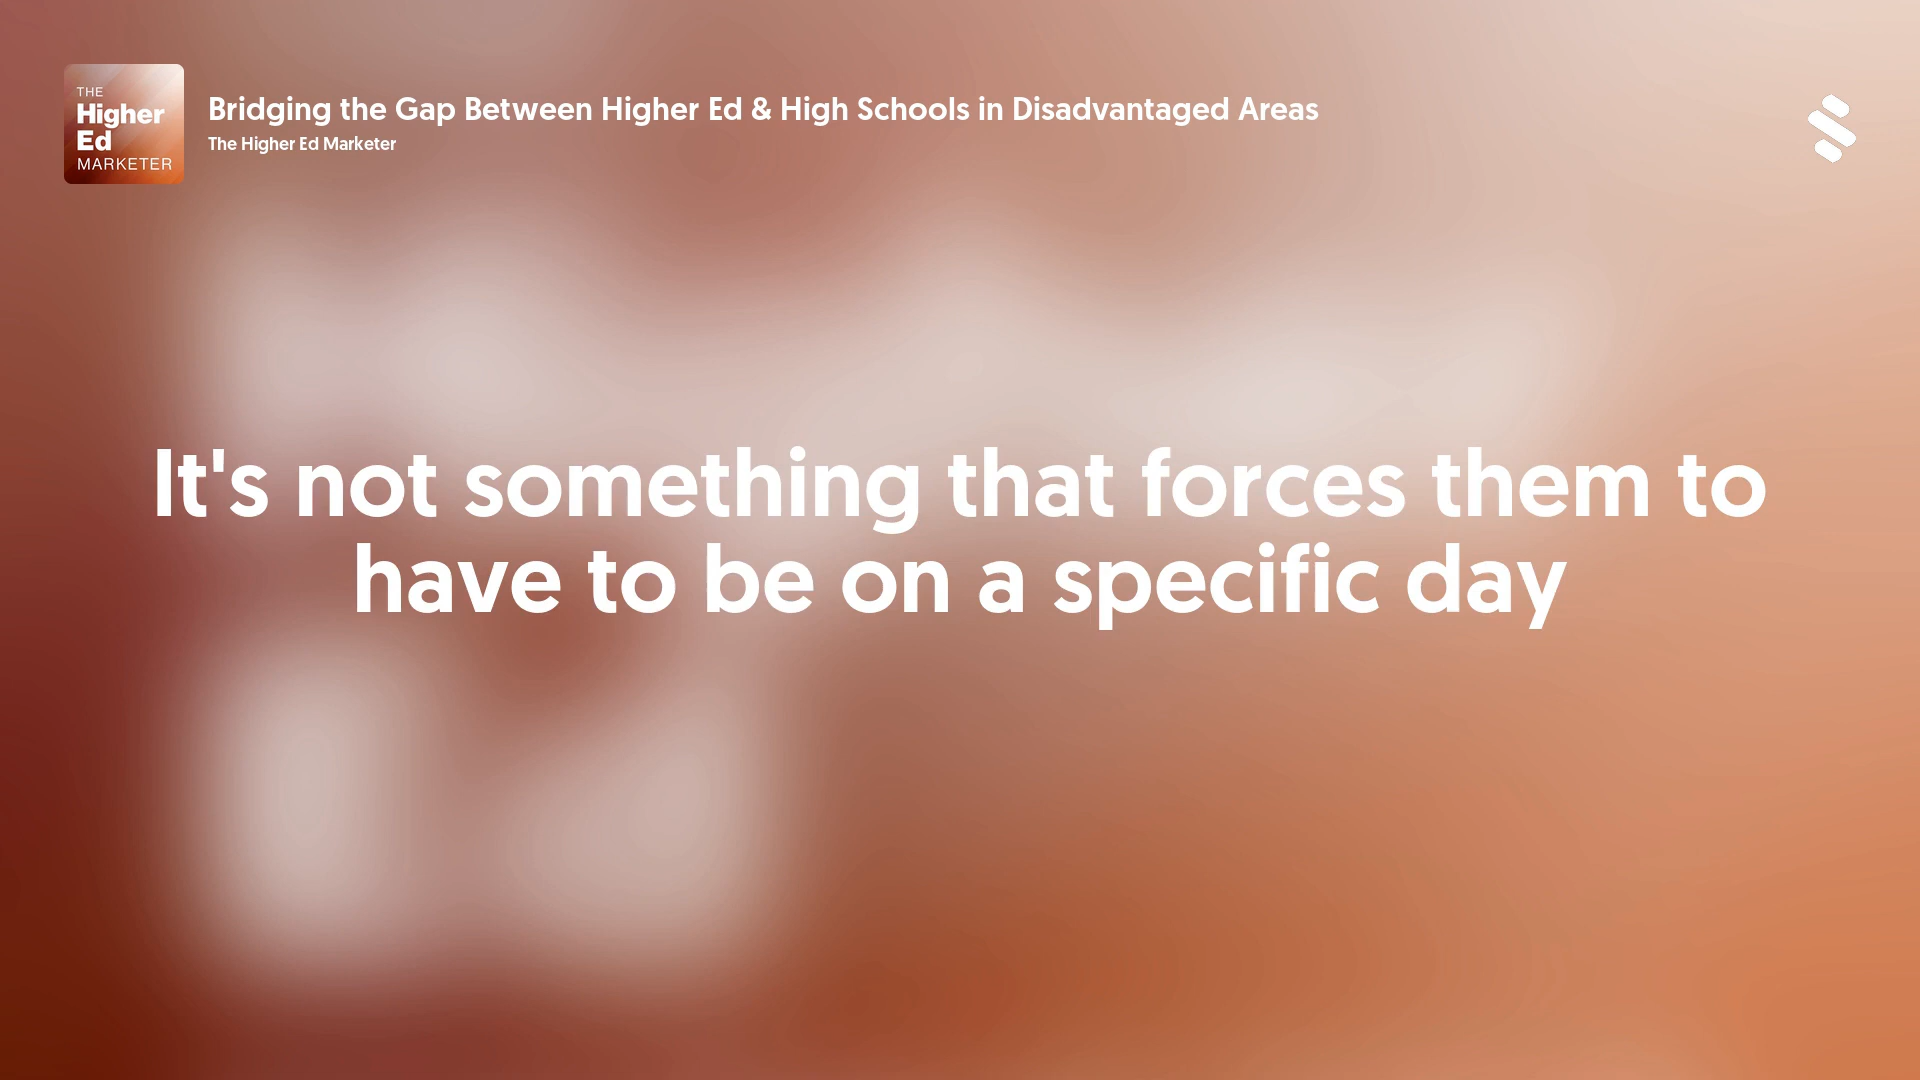 THE
Higher
Ed
MARKETER
Bridging the Gap Between Higher Ed & High Schools in Disadvantaged Areas
The Higher Ed Marketer
It's not something that forces them to
have to be on a specific day